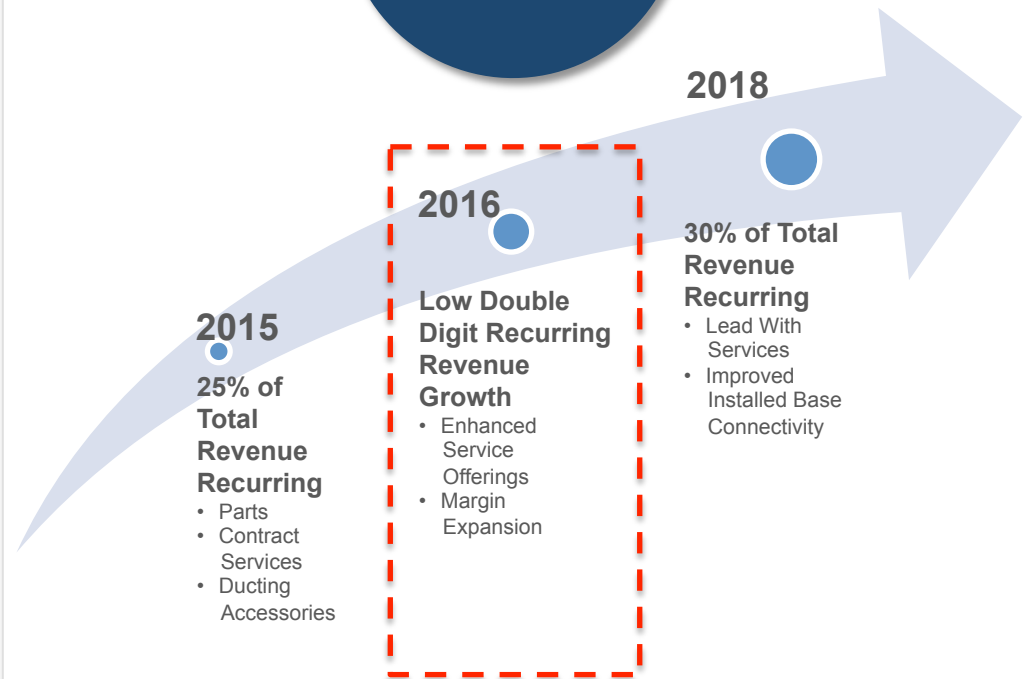 2015
25% of
Total
Revenue
Recurring
• Parts
• Contract
Services
• Ducting
Accessories
2016
Low Double
Digit Recurring
Revenue
Growth
• Enhanced
Service
Offerings
• Margin
Expansion
2018
30% of Total
Revenue
Recurring
• Lead With
Services
• Improved
Installed Base
Connectivity